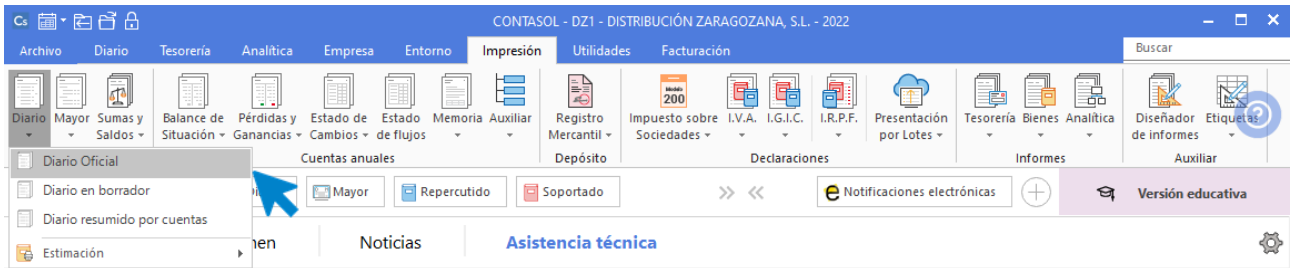 Cs CONTASOL - DZ1 - DISTRIBUCIÓN ZARAGOZANA, S.L. - 2022
Archivo Diario Tesorería Analítica Empresa Entorno Impresión Utilidades Facturación Buscar
Modelo
200
Diario Mayor Sumas y Balance de Pérdidas y Estado de Estado Memoria Auxiliar Registro Impuesto sobre I.V.A. I.G.I.C. I.R.P.F. Presentación Tesorería Bienes Analítica Diseñador Etiquetas
Saldos Situación Ganancias Cambios de flujos Mercantil Sociedades por Lotes de informes
Diario Oficial Cuentas anuales Depósito Declaraciones Informes Auxiliar
Diario en borrador Mayor Repercutido Soportado Notificaciones electrónicas Versión educativa
Diario resumido por cuentas
Estimación Noticias Asistencia técnica